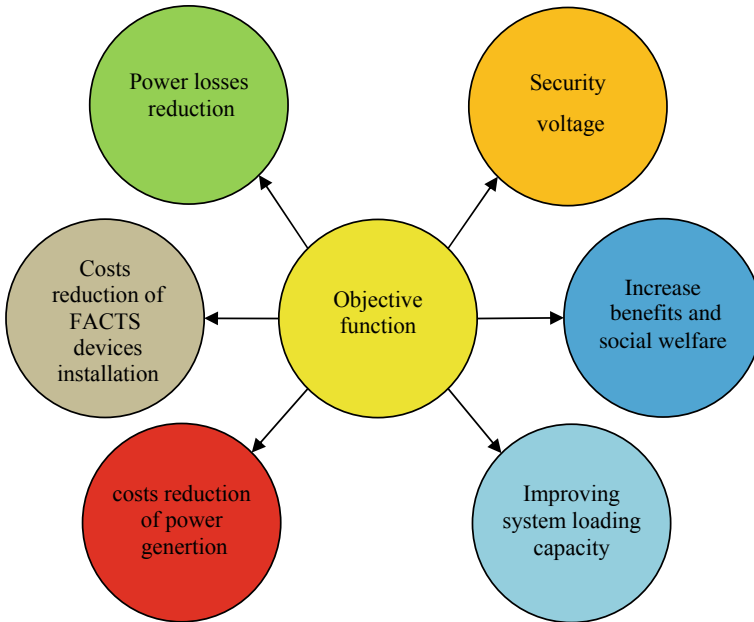 Power losses
reduction
Security
voltage
Costs
reduction of
FACTS
devices
installation
Objective
function
Increase
benefits and
social welfare
costs reduction
of power
genertion
Improving
system loading
capacity